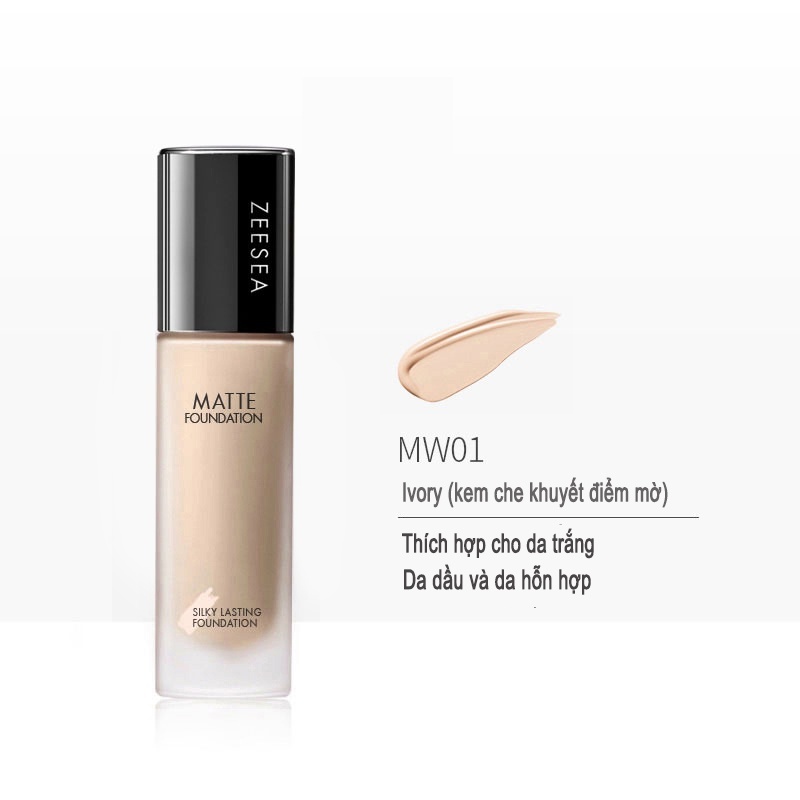 ZEESEA
MATTE
FOUNDATION
SILKY LASTING
FOUNDATION
MW01
Ivory (kem che khuyết điểm mờ)
Thích hợp cho da trắng
Da dầu và da hỗn hợp